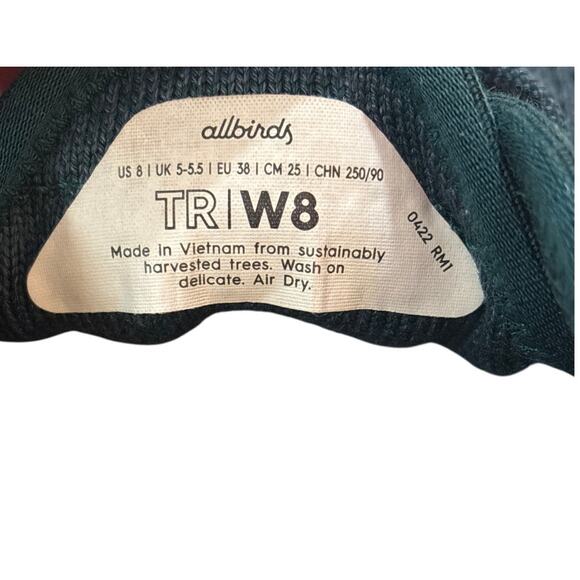 allbirds
US 8 | UK 5-5.5 | EU 38 | CM 25 | CHN 250/90
TR|W8
Made in Vietnam from sustainably
harvested trees. Wash on
delicate. Air Dry.
0422 RM1